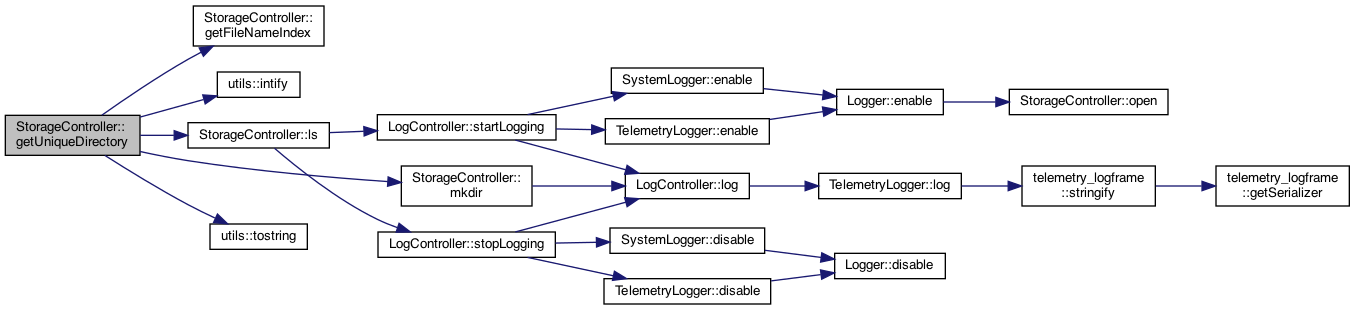 StorageController::
getFileNameIndex
utils::intify
StorageController::
getUniqueDirectory
StorageController::ls
StorageController::
mkdir
utils::tostring
LogController::startLogging
LogController::stopLogging
SystemLogger::enable
TelemetryLogger::enable
LogController::log
SystemLogger::disable
TelemetryLogger::disable
Logger::enable
TelemetryLogger::log
Logger::disable
StorageController::open
telemetry_logframe
::stringify
telemetry_logframe
::getSerializer